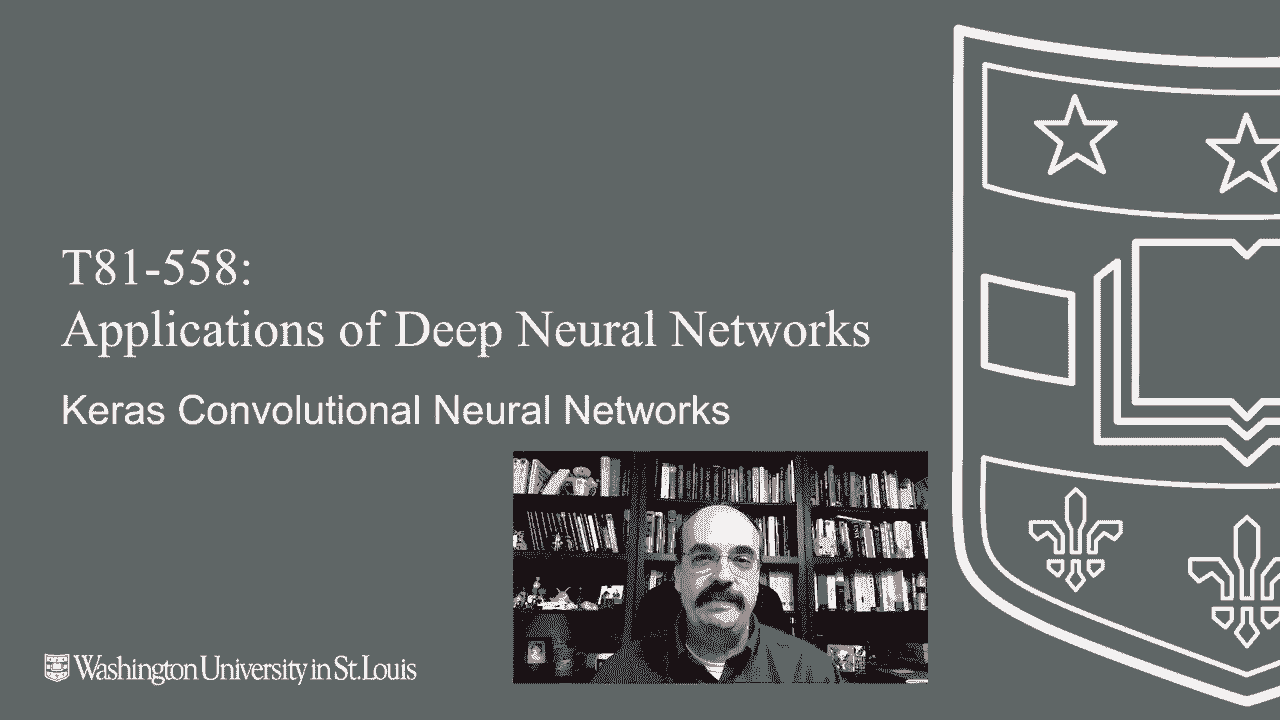 T81-558:
Applications of Deep Neural Networks
Keras Convolutional Neural Networks
Washington University in St. Louis